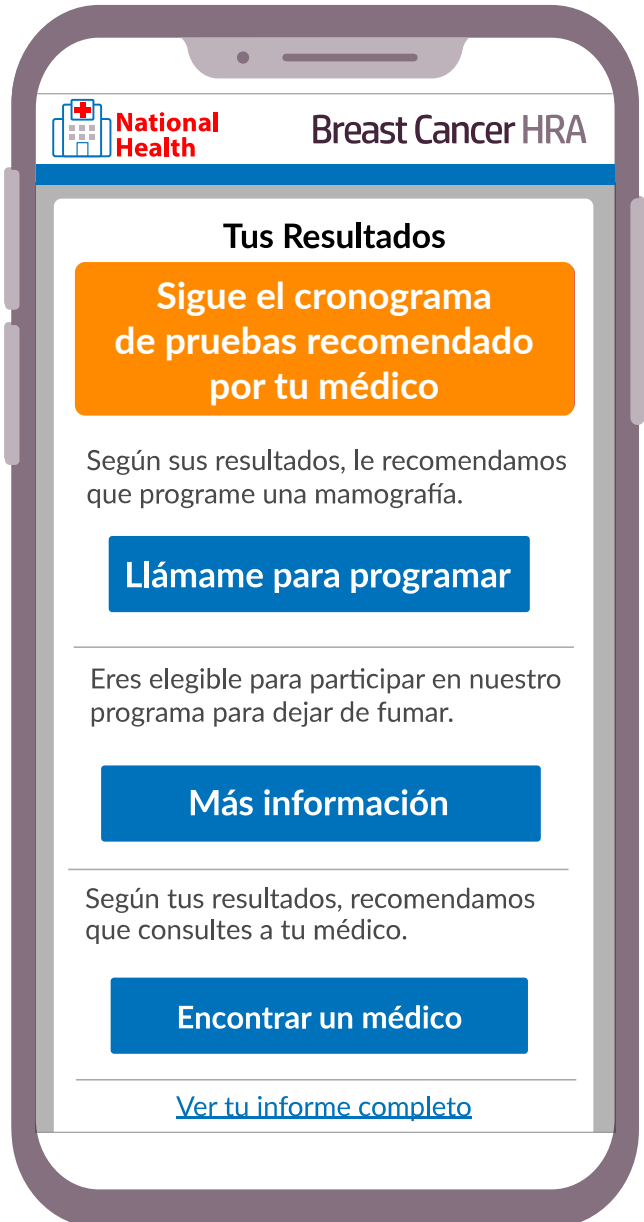 National
Health
Breast Cancer HRA
Tus Resultados
Sigue el cronograma
de pruebas recomendado
por tu médico
Según sus resultados, le recomendamos
que programe una mamografía.
Llámame para programar
Eres elegible para participar en nuestro
programa para dejar de fumar.
Más información
Según tus resultados, recomendamos
que consultes a tu médico.
Encontrar un médico
Ver tu informe completo